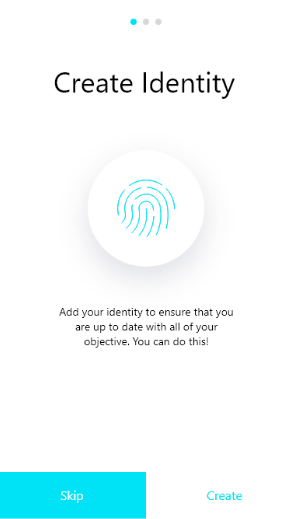 Create Identity
Add your identity to ensure that you
are up to date with all of your
objective. You can do this!
Skip
Create